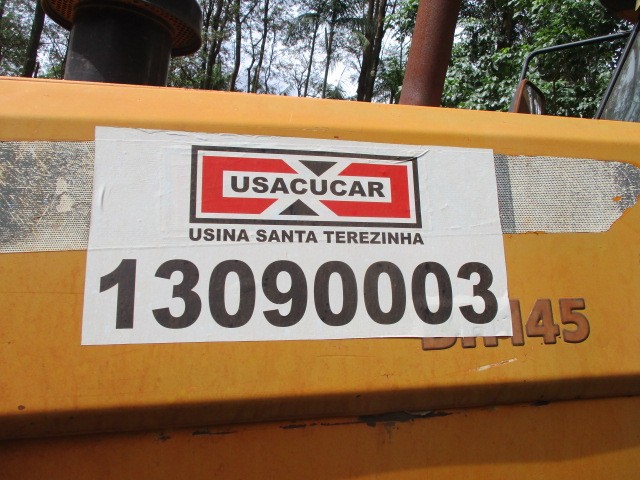 USACUCAR
USINA SANTA TEREZINHA
13090003